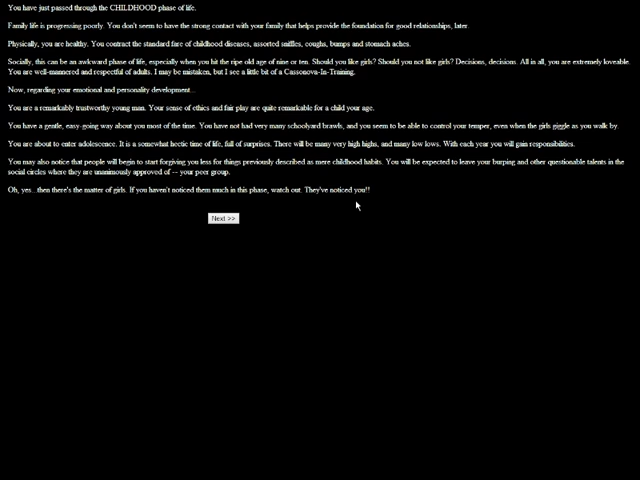 You have just passed through the CHILDHOOD phase of life.
Family life is progressing poorly. You don't seem to have the strong contact with your family that helps provide the foundation for good relationships, later.
Physically, you are healthy. You contract the standard fare of childhood diseases, assorted sniffles, coughs, bumps and stomach aches.
Socially, this can be an awkward phase of life, especially when you hit the ripe old age of nine or ten. Should you like girls? Should you not like girls? Decisions, decisions. All in all, you are extremely loveable.
You are well-mannered and respectful of adults. I may be mistaken, but I see a little bit of a Cassonova-In-Training.
Now, regarding your emotional and personality development...
You are a remarkably trustworthy young man. Your sense of ethics and fair play are quite remarkable for a child your age.
You have a gentle, easy-going way about you most of the time. You have not had very many schoolyard brawls, and you seem to be able to control your temper, even when the girls giggle as you walk by.
You are about to enter adolescence. It is a somewhat hectic time of life, full of surprises. There will be many very high highs, and many low lows. With each year you will gain responsibilities.
You may also notice that people will begin to start forgiving you less for things previously described as mere childhood habits. You will be expected to leave your burping and other questionable talents in the
social circles where they are unanimously approved of -- your peer group.
Oh, yes...then there's the matter of girls. If you haven't noticed them much in this phase, watch out. They've noticed you!!
Next >>